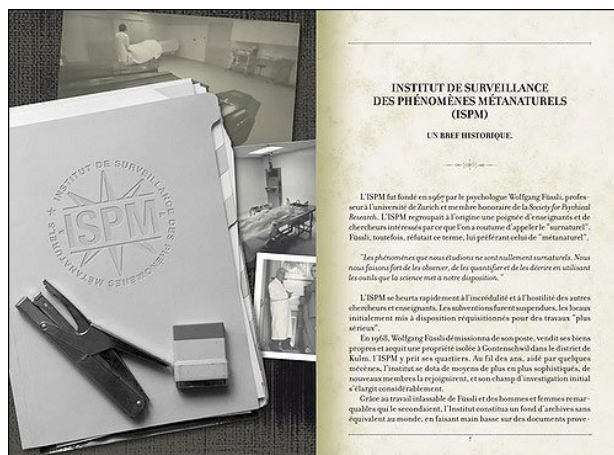 INSTITUT DE SURVEILLANCE DES PHÉNOMÈNES MÉTANATURELS
ISPM
INSTITUT DE SURVEILLANCE
DES PHÉNOMÈNES MÉTANATURELS
(ISPM)
UN BREF HISTORIQUE.
L'ISPM fut fondé en 1967 par le psychologue Wolfgang Füssli, profes-
seur à l'université de Zurich et membre honoraire de la Society for Psychical
Research. L'ISPM regroupait à l'origine une poignée d'enseignants et de
chercheurs intéressés par ce que l'on a coutume d'appeler le "surnaturel".
Füssli, toutefois, réfutait ce terme, lui préférant celui de "métanaturel".
"Les phénomènes que nous étudions ne sont nullement surnaturels. Nous
nous faisons fort de les observer, de les quantifier et de les décrire en utilisant
les outils que la science met à notre disposition."
L'ISPM se heurta rapidement à l'incrédulité et à l'hostilité des autres
chercheurs et enseignants. Les subventions furent suspendues, les locaux
initialement mis à disposition réquisitionnés pour des travaux "plus
sérieux".
En 1968, Wolfgang Füssli démissionna de son poste, vendit ses biens
propres et acquit une propriété isolée à Gontenschwil dans le district de
Kulm. l'ISPM y prit ses quartiers. Au fil des ans, aidé par quelques
mécènes, l'institut se dota de moyens de plus en plus sophistiqués, de
nouveaux membres la rejoignirent, et son champ d'investigation initial
s'élargit considérablement.
Grâce au travail inlassable de Füssli et des hommes et femmes remar-
quables qui le secondaient, l'Institut constitua un fond d'archives sans
équivalent au monde, en faisant main basse sur des documents prove-
7